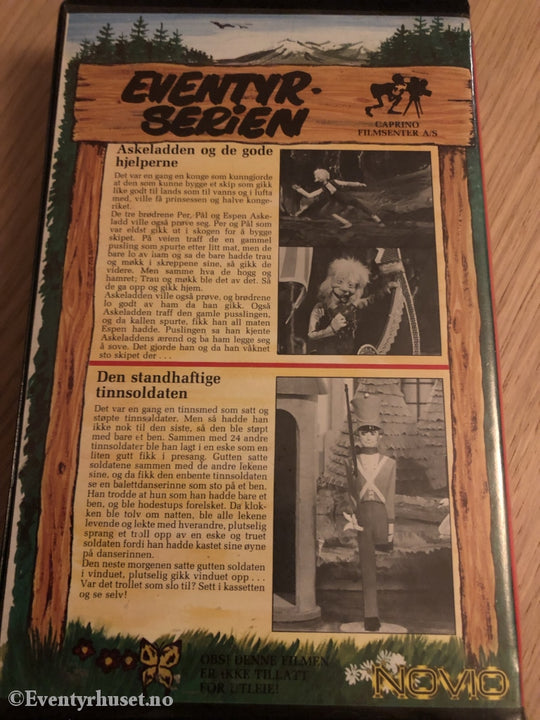 EVENTYR-
SERIEN
CAPRINO
FILMSENTER A/S
Askeladden og de gode
hjelperne
Det var en gang en konge som kunngjorde
at den som kunne bygge et skip som gikk
like godt til lands som til vanns og i lufta
med, ville få prinsessen og halve konge-
riket.
De tre brødrene Per, Pål og Espen Aske-
ladd ville også prøve seg. Per og Pål som
var eldst gikk ut i skogen for å bygge
skipet. På veien traff de en gammel
pusling som spurte etter litt mat, men de
bare lo av ham og sa de bare hadde trau
og møkk i skreppene sine, så gikk de
videre. Men samme hva de hogg og
hamret; Trau og møkk ble det av det. Så
de ga opp og gikk hjem.
Askeladden ville også prøve, og brødrene
lo godt av ham da han gikk. Også
Askeladden traff den gamle pusslingen,
og da kallen spurte, fikk han all maten
Espen hadde. Puslingen sa han kjente
Askeladdens ærend og ba ham legge seg
å sove. Det gjorde han og da han våknet
sto skipet der . . .
Den standhaftige
tinnsoldaten
Det var en gang en tinnsmed som satt og
støpte tinnsoldater. Men så hadde han
ikke nok til den siste, så den ble støpt
med bare et ben. Sammen med 24 andre
tinnsoldater ble han lagt i en eske som en
liten gutt fikk i presang. Gutten satte
soldatene sammen med de andre lekene
sine, og da fikk den enbente tinnsoldaten
se en balettdanserinne som sto på et ben.
Han trodde at hun som han hadde bare et
ben, og ble hodestups forelsket. Da klok-
ken ble tolv om natten, ble alle lekene
levende og lekte med hverandre, plutselig
sprang et troll opp av en eske og truet
soldaten fordi han hadde kastet sine øyne
på danserinnen.
Den neste morgenen satte gutten soldaten
i vinduet, plutselig gikk vinduet opp . . .
Var det trollet som slo til? Sett i kassetten
og se selv!
OBS! DENNE FILMEN
ER IKKE TILLATT
FOR UTLEIE!
NOVIO
©Eventyrhuset.no